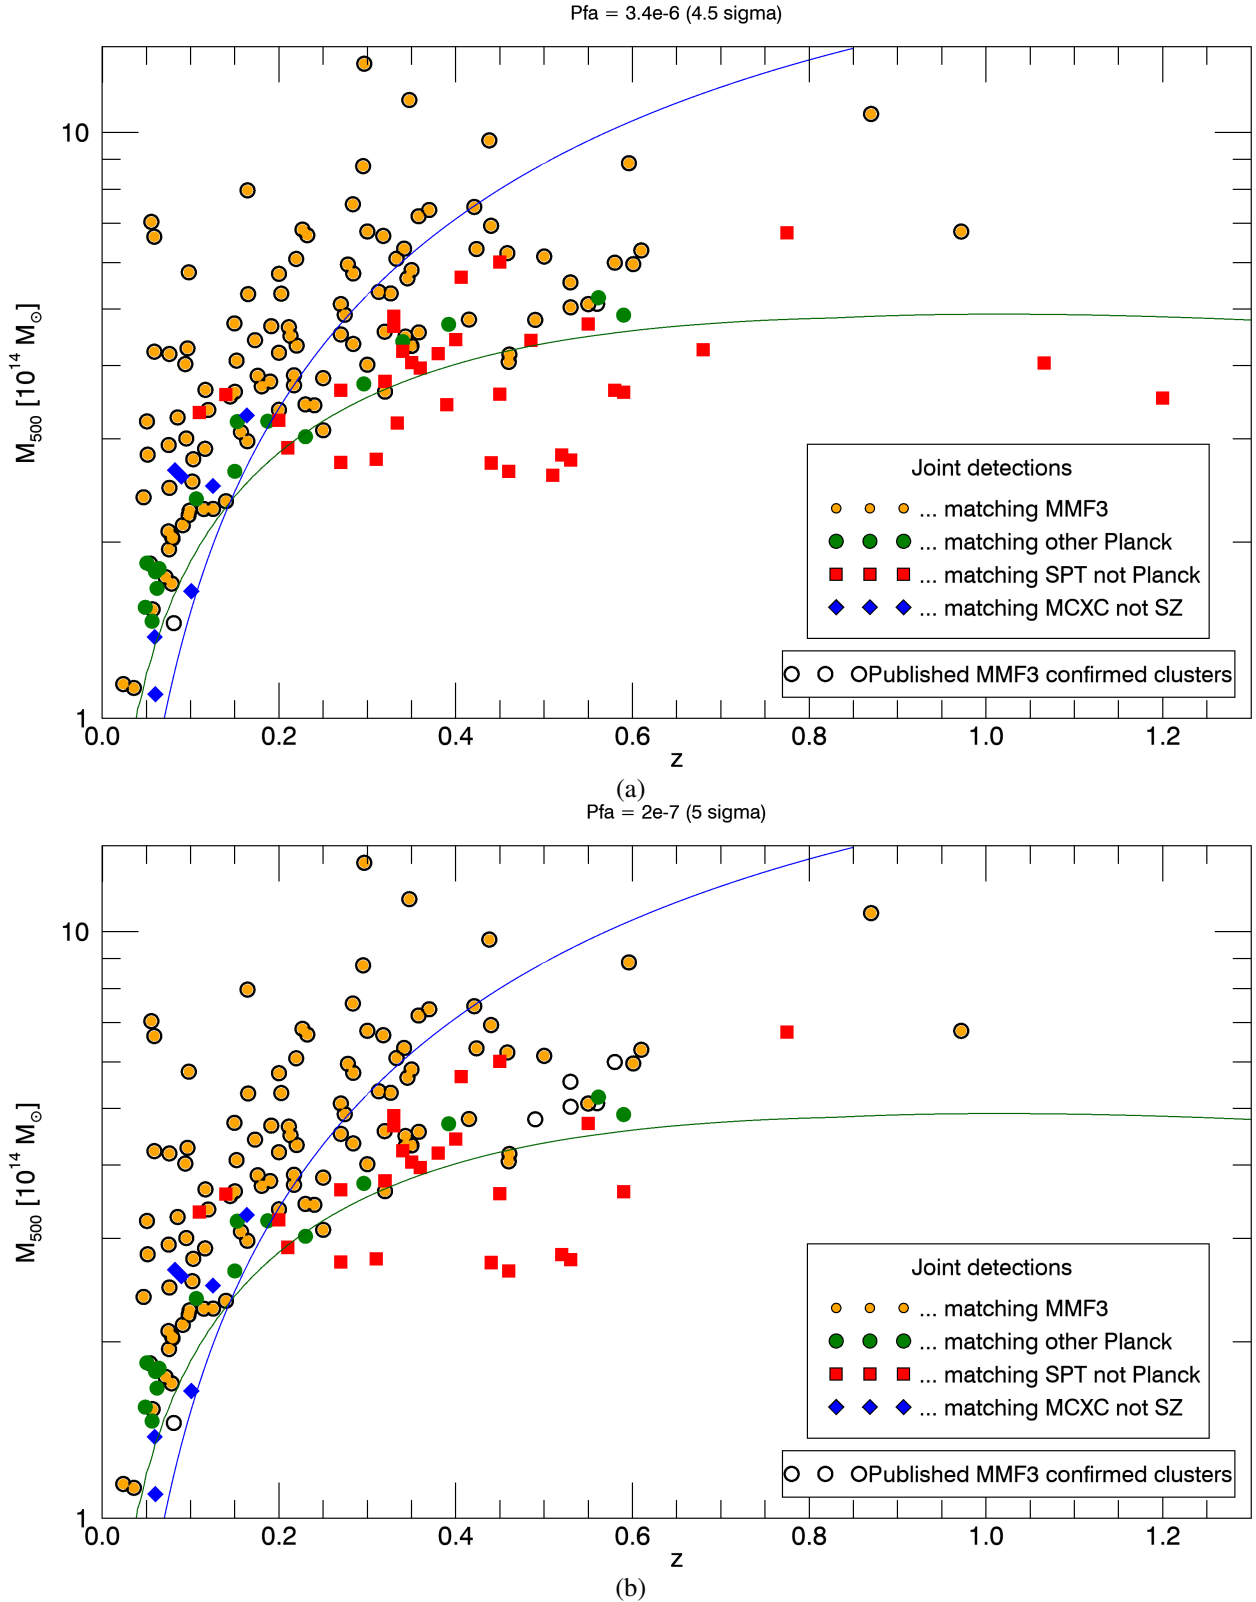 Pfa = 3.4e-6 (4.5 sigma)
10
M500 [10^14 M⊙]
1
0.0 0.2 0.4 0.6 0.8 1.0 1.2
z
Joint detections
... matching MMF3
... matching other Planck
... matching SPT not Planck
... matching MCXC not SZ
Published MMF3 confirmed clusters
(a)
Pfa = 2e-7 (5 sigma)
10
M500 [10^14 M⊙]
1
0.0 0.2 0.4 0.6 0.8 1.0 1.2
z
Joint detections
... matching MMF3
... matching other Planck
... matching SPT not Planck
... matching MCXC not SZ
Published MMF3 confirmed clusters
(b)